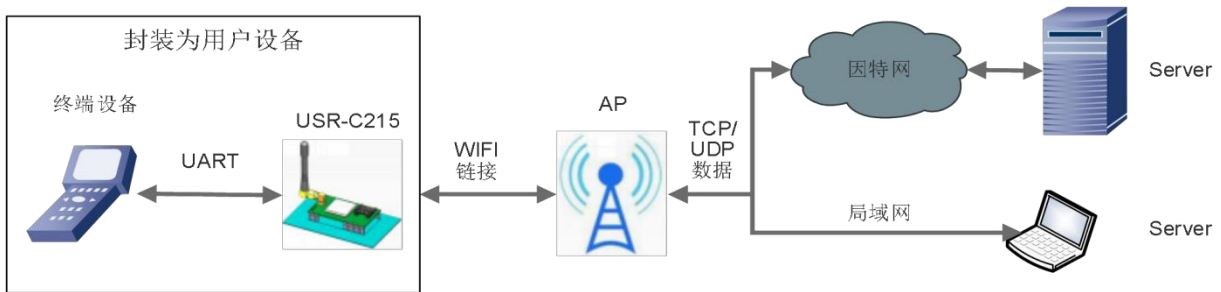 封装为用户设备
终端设备
USR-C215
UART
WIFI
链接
AP
TCP/
UDP
数据
因特网
Server
局域网
Server